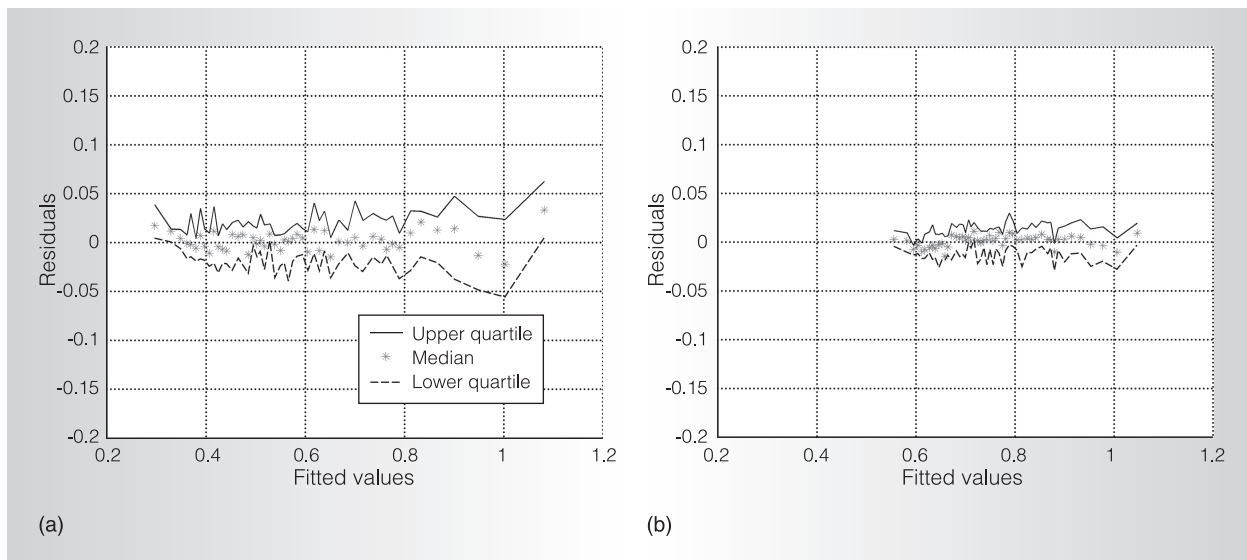 0.2
0.15
0.1
0.05
0
-0.05
-0.1
-0.15
-0.2
Residuals
Upper quartile
Median
Lower quartile
0.2 0.4 0.6 0.8 1 1.2
Fitted values
(a)
0.2
0.15
0.1
0.05
0
-0.05
-0.1
-0.15
-0.2
Residuals
0.2 0.4 0.6 0.8 1 1.2
Fitted values
(b)